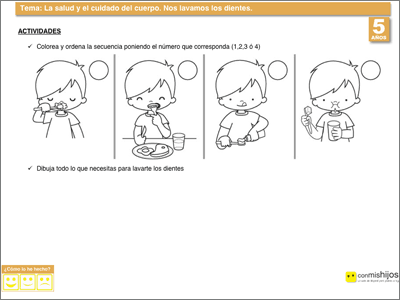 Tema: La salud y el cuidado del cuerpo. Nos lavamos los dientes.
5
AÑOS
ACTIVIDADES
✓ Colorea y ordena la secuencia poniendo el número que corresponda (1,2,3 ó 4)
✓ Dibuja todo lo que necesitas para lavarte los dientes
¿Cómo lo he hecho?
conmishijos